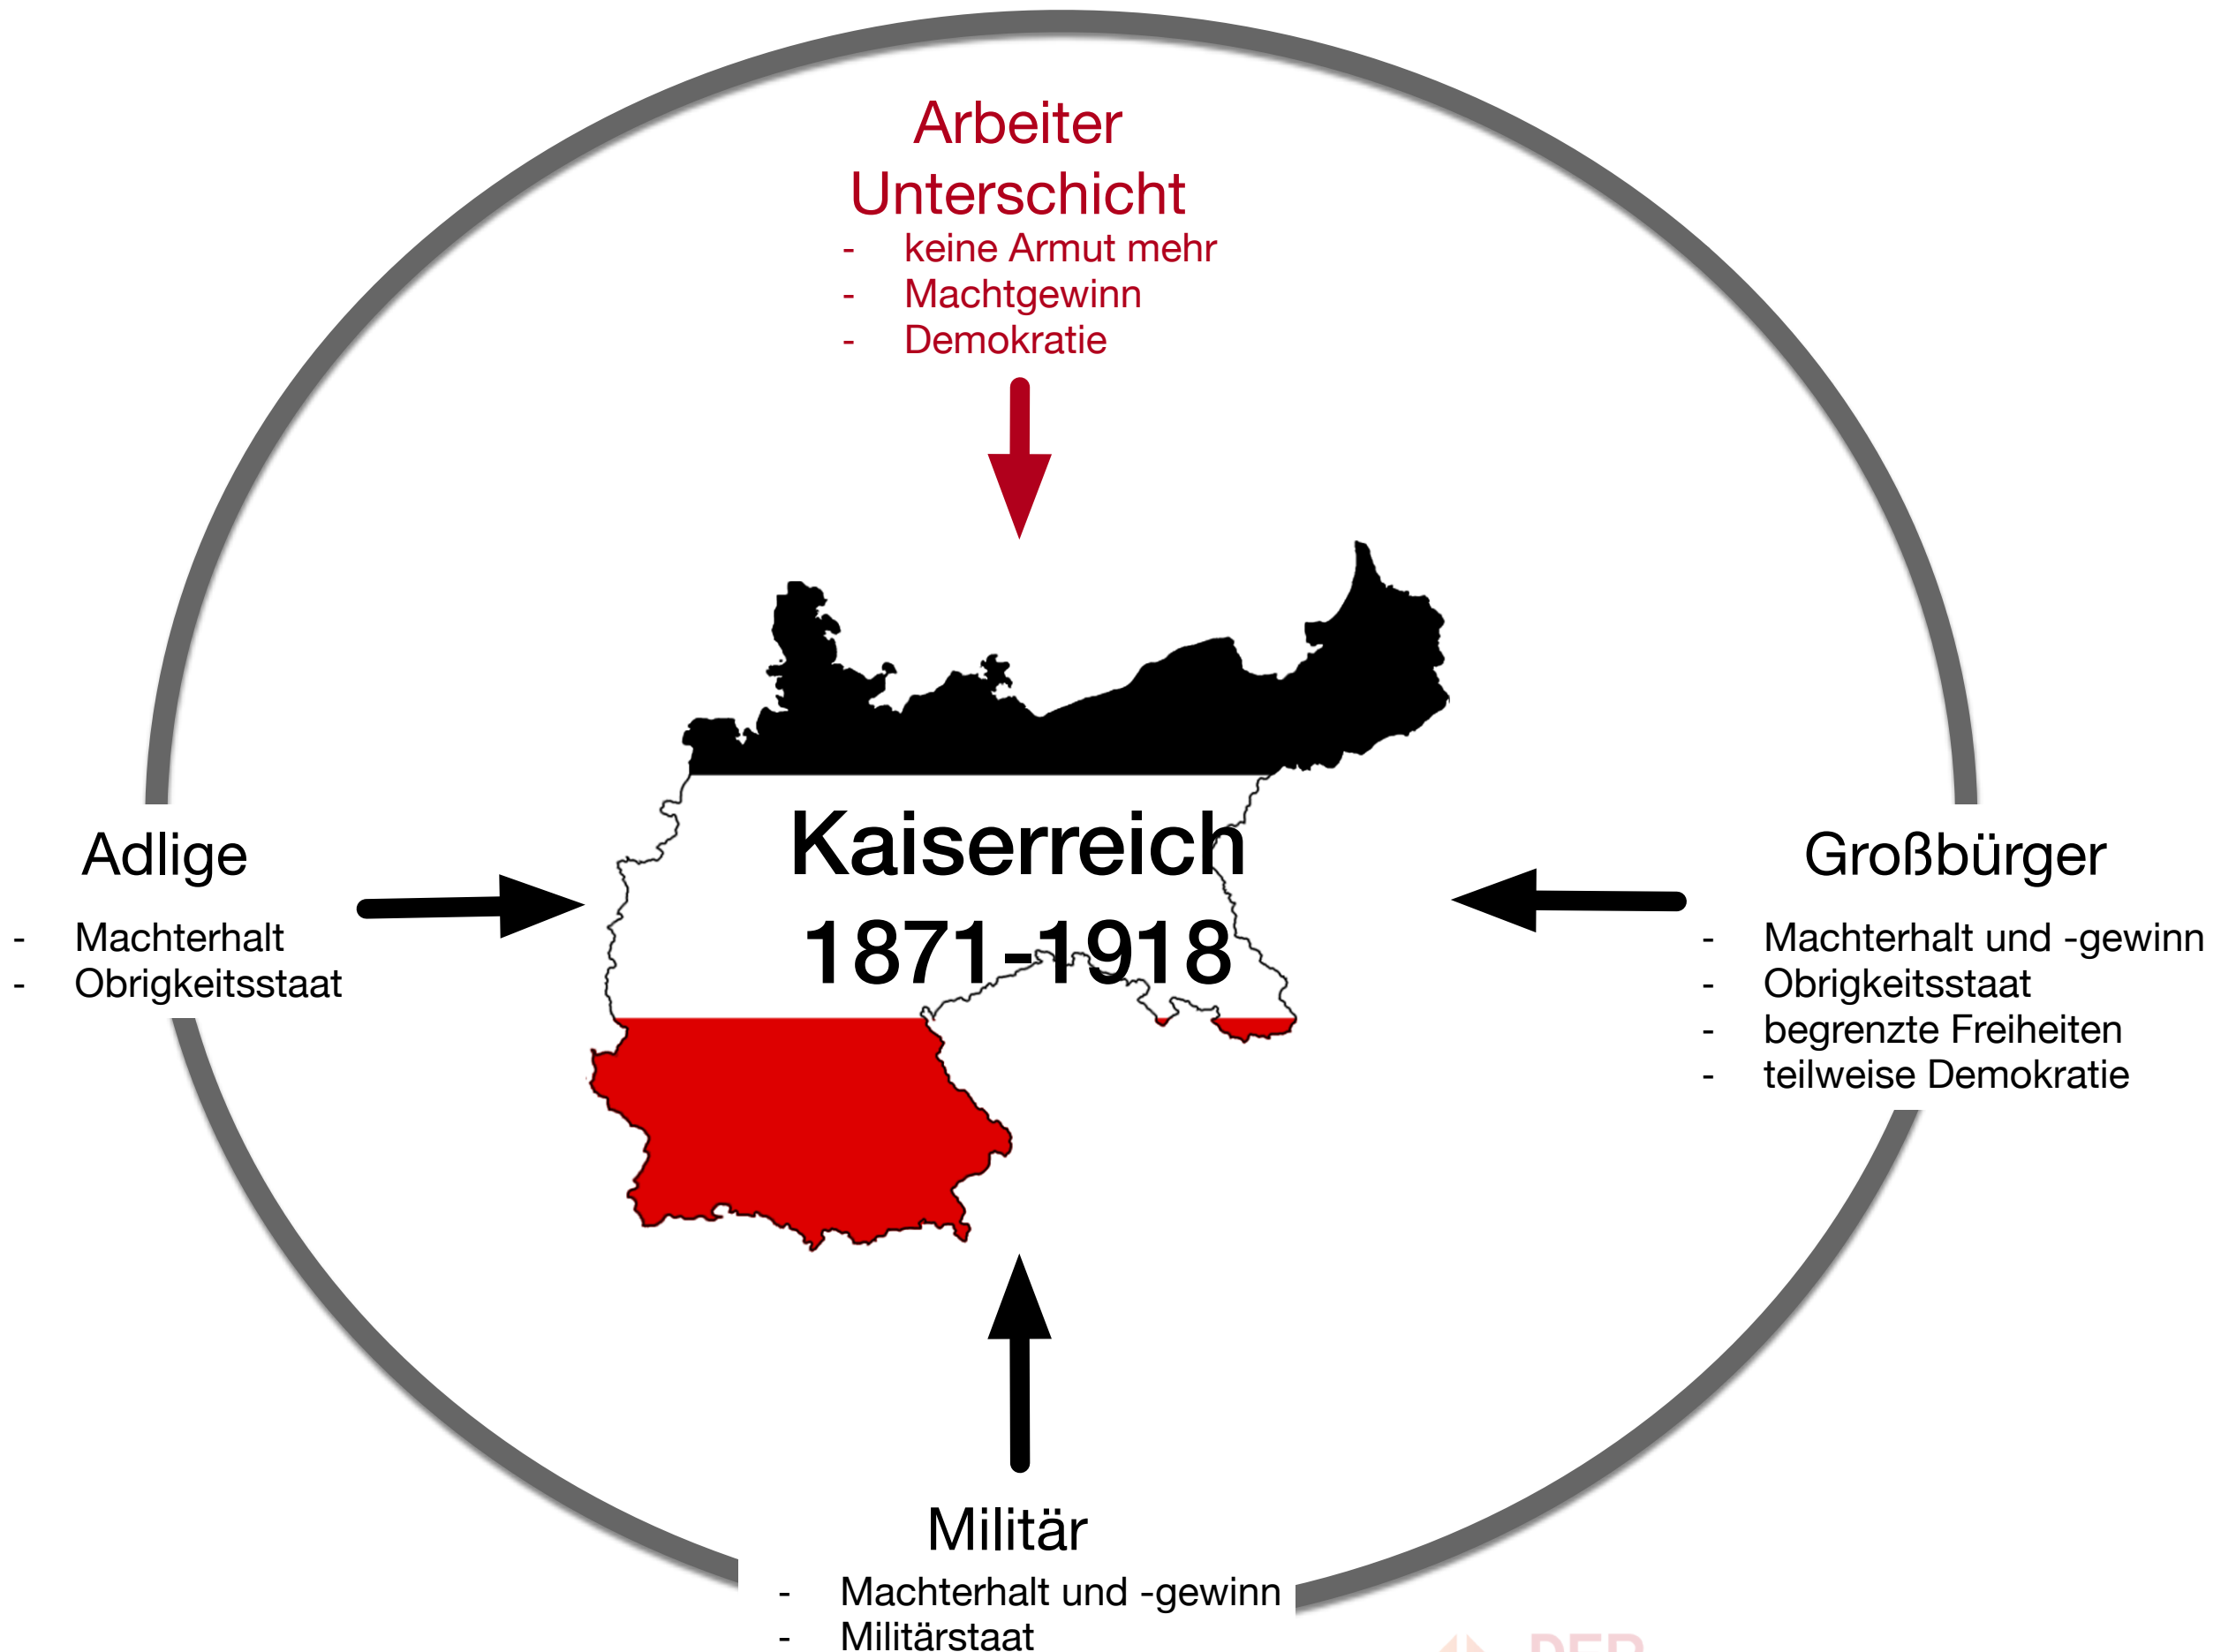 Arbeiter
Unterschicht
- keine Armut mehr
- Machtgewinn
- Demokratie
Kaiserreich
1871-1918
Adlige
- Machterhalt
- Obrigkeitsstaat
Großbürger
- Machterhalt und -gewinn
- Obrigkeitsstaat
- begrenzte Freiheiten
- teilweise Demokratie
Militär
- Machterhalt und -gewinn
- Militärstaat